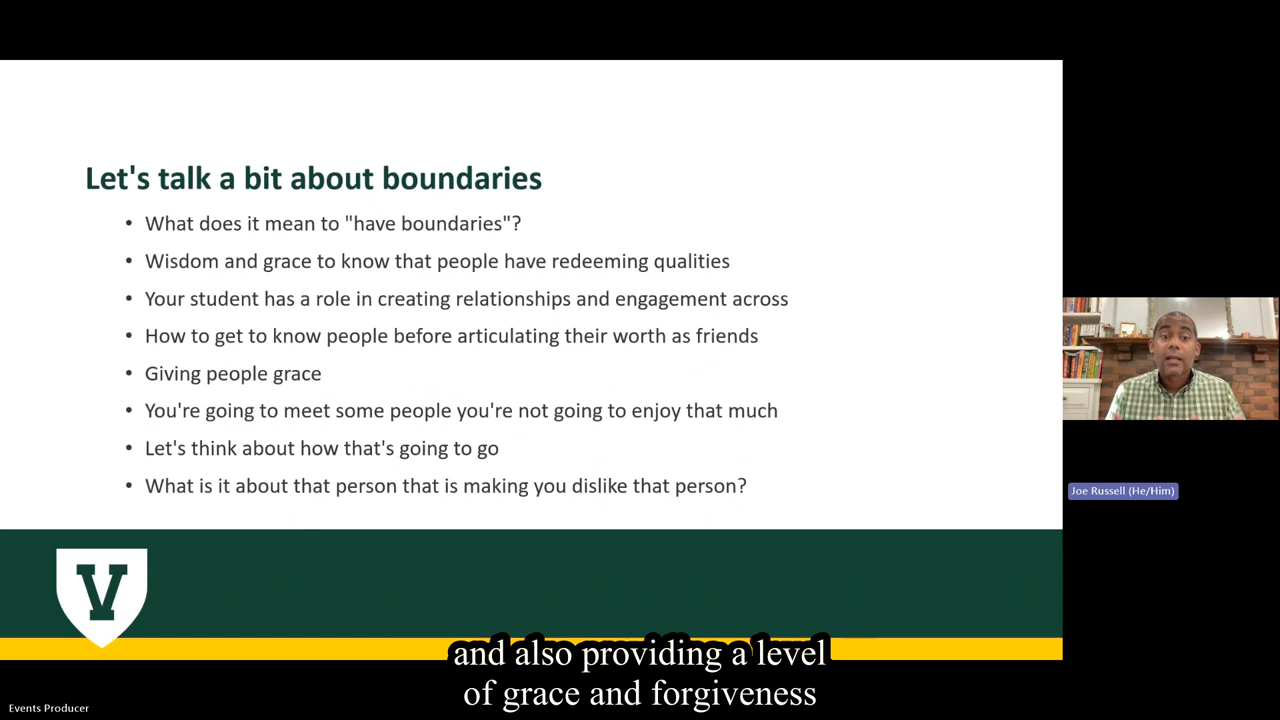 Let's talk a bit about boundaries
• What does it mean to "have boundaries"?
• Wisdom and grace to know that people have redeeming qualities
• Your student has a role in creating relationships and engagement across
• How to get to know people before articulating their worth as friends
• Giving people grace
• You're going to meet some people you're not going to enjoy that much
• Let's think about how that's going to go
• What is it about that person that is making you dislike that person?
Joe Russell (He/Him)
V
and also providing a level
of grace and forgiveness
Events Producer